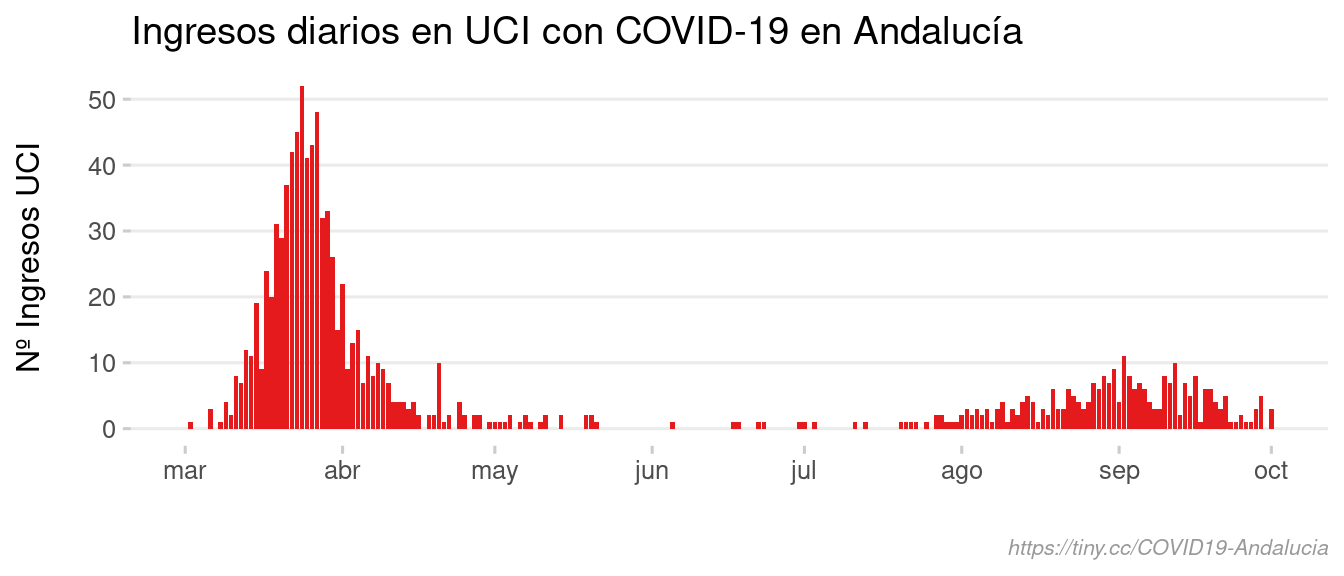 Ingresos diarios en UCI con COVID-19 en Andalucía
Nº Ingresos UCI
50
40
30
20
10
0
mar abr may jun jul ago sep oct
https://tiny.cc/COVID19-Andalucia